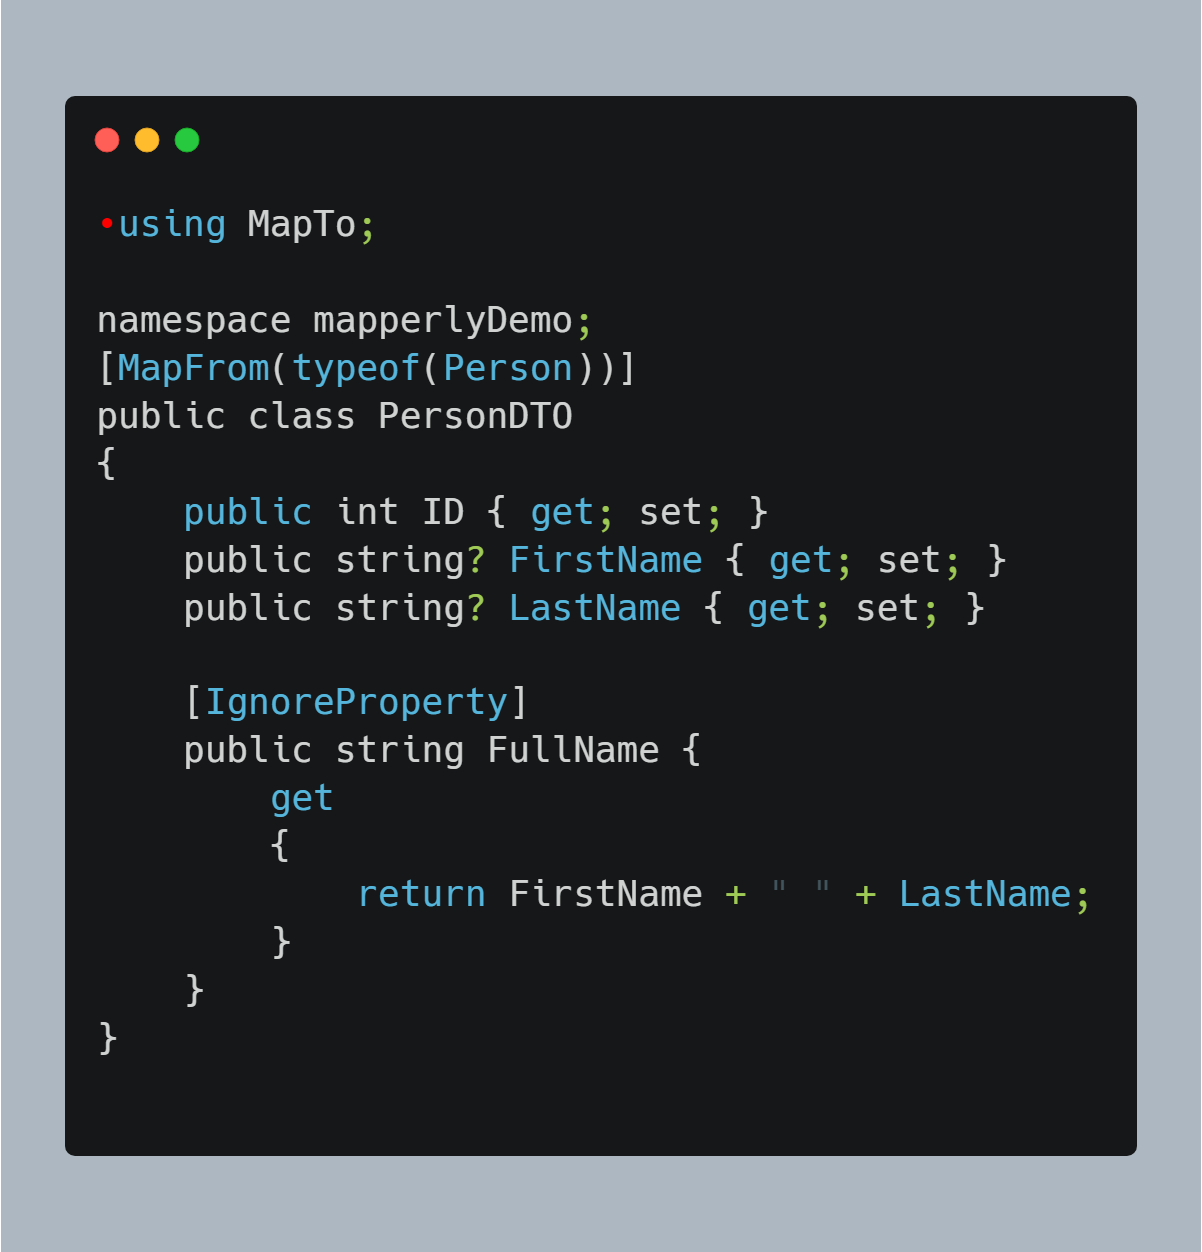 •using MapTo;

namespace mapperlyDemo;
[MapFrom(typeof(Person))]
public class PersonDTO
{
    public int ID { get; set; }
    public string? FirstName { get; set; }
    public string? LastName { get; set; }

    [IgnoreProperty]
    public string FullName {
        get
        {
            return FirstName + " " + LastName;
        }
    }
}